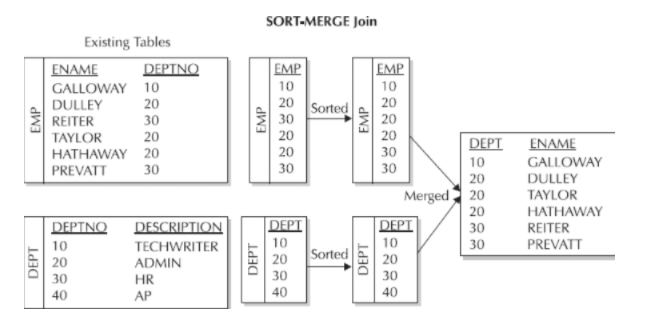 SORT-MERGE Join
Existing Tables
EMP
ENAME DEPTNO
GALLOWAY 10
DULLEY 20
REITER 30
TAYLOR 20
HATHAWAY 20
PREVATT 30
EMP
EMP
10
20
30
20
20
30
Sorted
EMP
EMP
10
20
20
20
30
30
DEPT
DEPTNO DESCRIPTION
10 TECHWRITER
20 ADMIN
30 HR
40 AP
DEPT
DEPT
10
20
30
40
Sorted
DEPT
DEPT
10
20
30
40
Merged
DEPT ENAME
10 GALLOWAY
20 DULLEY
20 TAYLOR
20 HATHAWAY
30 REITER
30 PREVATT